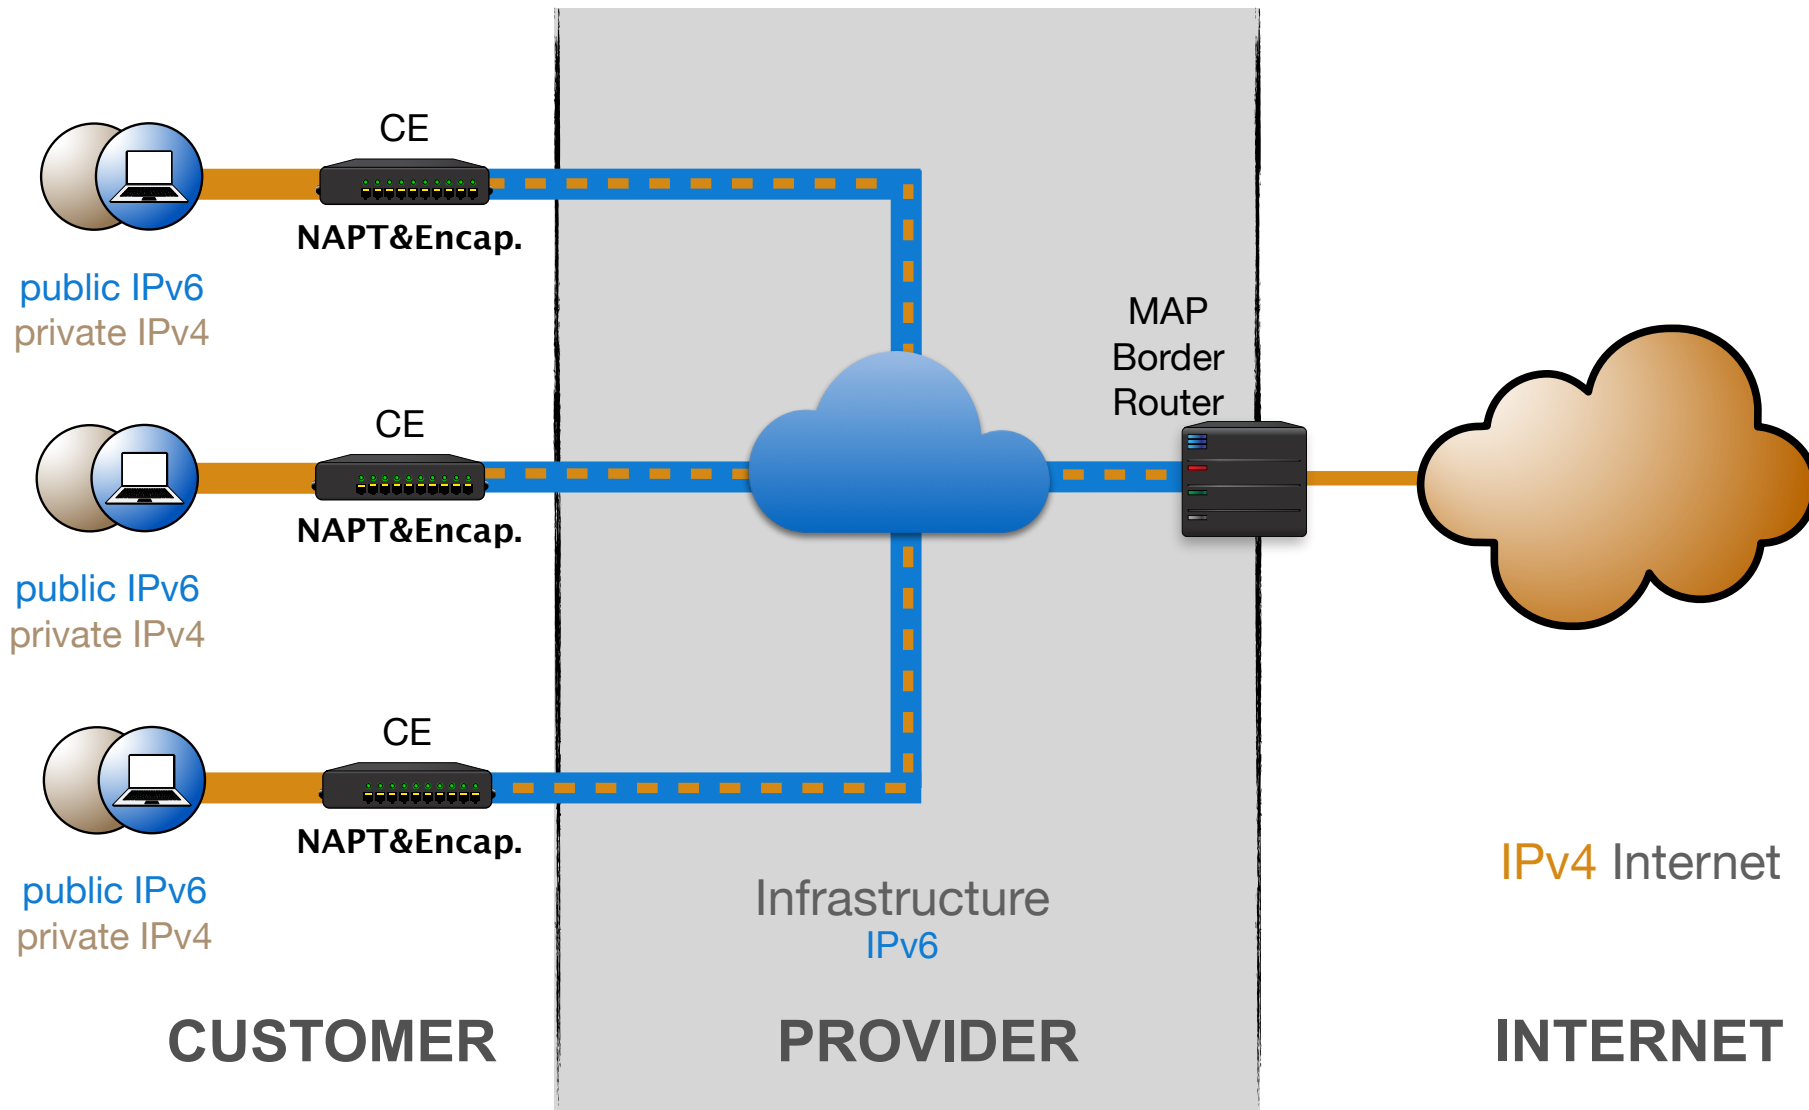 CE
NAPT&Encap.
public IPv6
private IPv4
MAP
Border
Router
CE
NAPT&Encap.
public IPv6
private IPv4
CE
NAPT&Encap.
public IPv6
private IPv4
Infrastructure
IPv6
IPv4 Internet
CUSTOMER
PROVIDER
INTERNET